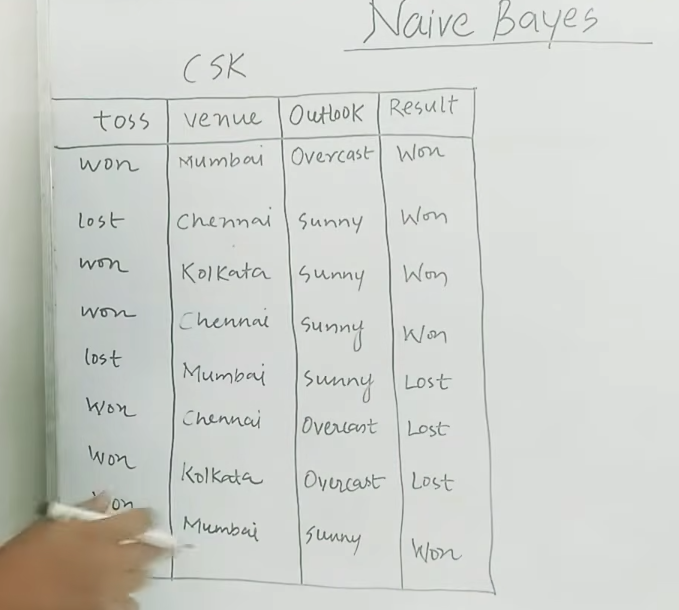 Naive Bayes
CSK
toss venue Outlook Result
won Mumbai Overcast Won
lost Chennai Sunny Won
won Kolkata Sunny Won
won Chennai Sunny Won
lost Mumbai Sunny Lost
Won Chennai Overcast Lost
Won Kolkata Overcast Lost
Mumbai Sunny Won